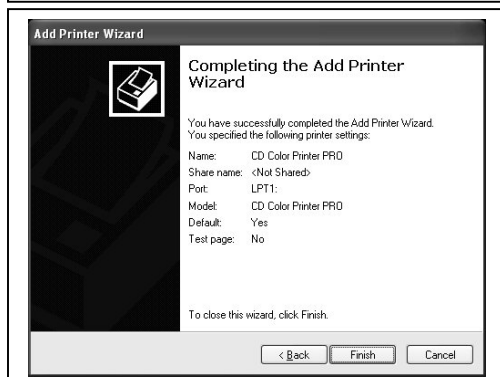 Add Printer Wizard
Completing the Add Printer
Wizard
You have successfully completed the Add Printer Wizard.
You specified the following printer settings:
Name: CD Color Printer PRO
Share name: <Not Shared>
Port: LPT1:
Model: CD Color Printer PRO
Default: Yes
Test page: No
To close this wizard, click Finish.
< Back Finish Cancel